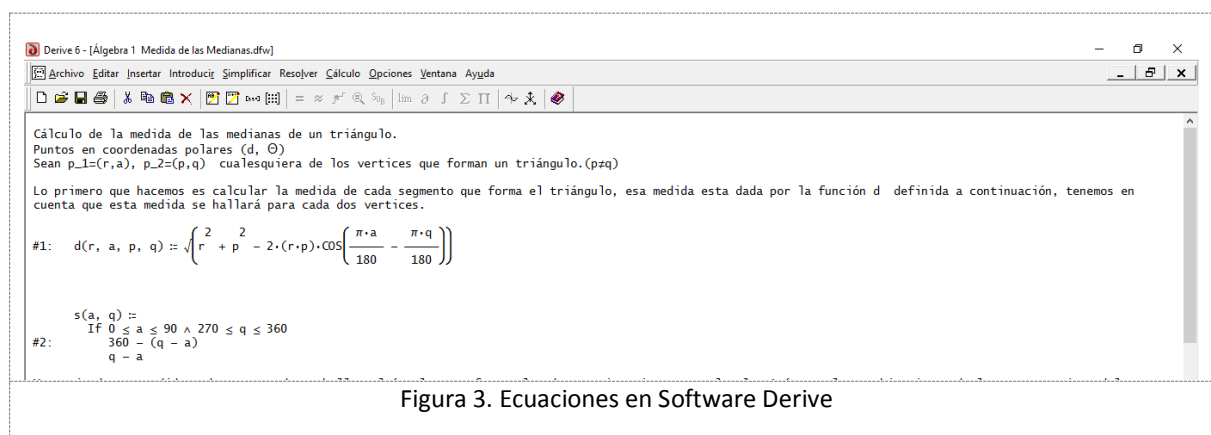 Derive 6 - [Álgebra 1 Medida de las Medianas.dfw]
Archivo Editar Insertar Introducir Simplificar Resolver Cálculo Opciones Ventana Ayuda
Cálculo de la medida de las medianas de un triángulo.
Puntos en coordenadas polares (d, Θ)
Sean p_1=(r,a), p_2=(p,q) cualesquiera de los vertices que forman un triángulo.(p≠q)
Lo primero que hacemos es calcular la medida de cada segmento que forma el triángulo, esa medida esta dada por la función d definida a continuación, tenemos en
cuenta que esta medida se hallará para cada dos vertices.
#1: d(r, a, p, q) ≔ √(r² + p² - 2·(r·p)·COS(π·a/180 - π·q/180))
s(a, q) ≔
If 0 ≤ a ≤ 90 ∧ 270 ≤ q ≤ 360
#2: 360 - (q - a)
q - a
Figura 3. Ecuaciones en Software Derive